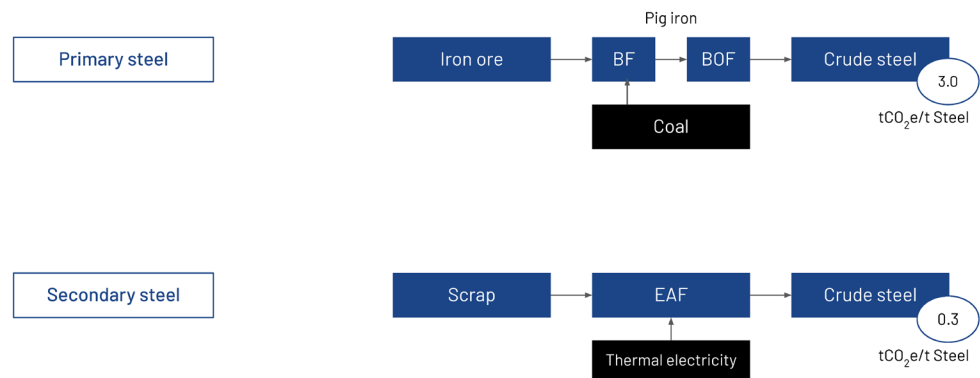 Pig iron
Primary steel
Iron ore
BF
BOF
Crude steel
3.0
Coal
tCO₂e/t Steel
Secondary steel
Scrap
EAF
Crude steel
0.3
Thermal electricity
tCO₂e/t Steel